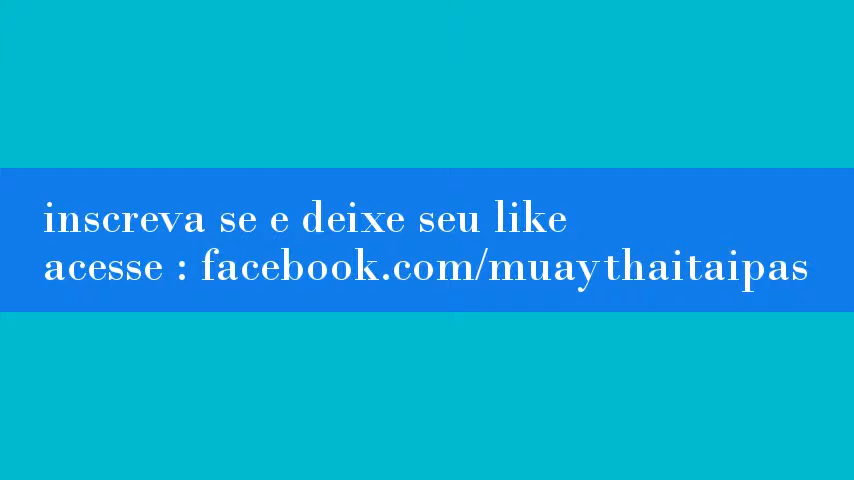 inscreva se e deixe seu like
acesse : facebook.com/muaythaitaipas